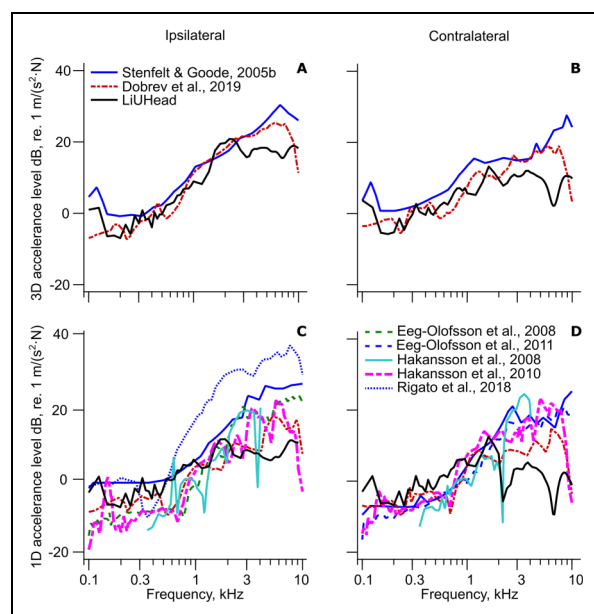 Ipsilateral
Contralateral
3D accelerance level dB, re. 1 m/(s²·N)
40
20
0
-20
A
Stenfelt & Goode, 2005b
Dobrev et al., 2019
LiUHead
B
1D accelerance level dB, re. 1 m/(s²·N)
40
20
0
-20
C
0.1
0.3
1
3
10
Frequency, kHz
Eeg-Olofsson et al., 2008
D
Eeg-Olofsson et al., 2011
Hakansson et al., 2008
Hakansson et al., 2010
Rigato et al., 2018
0.1
0.3
1
3
10
Frequency, kHz